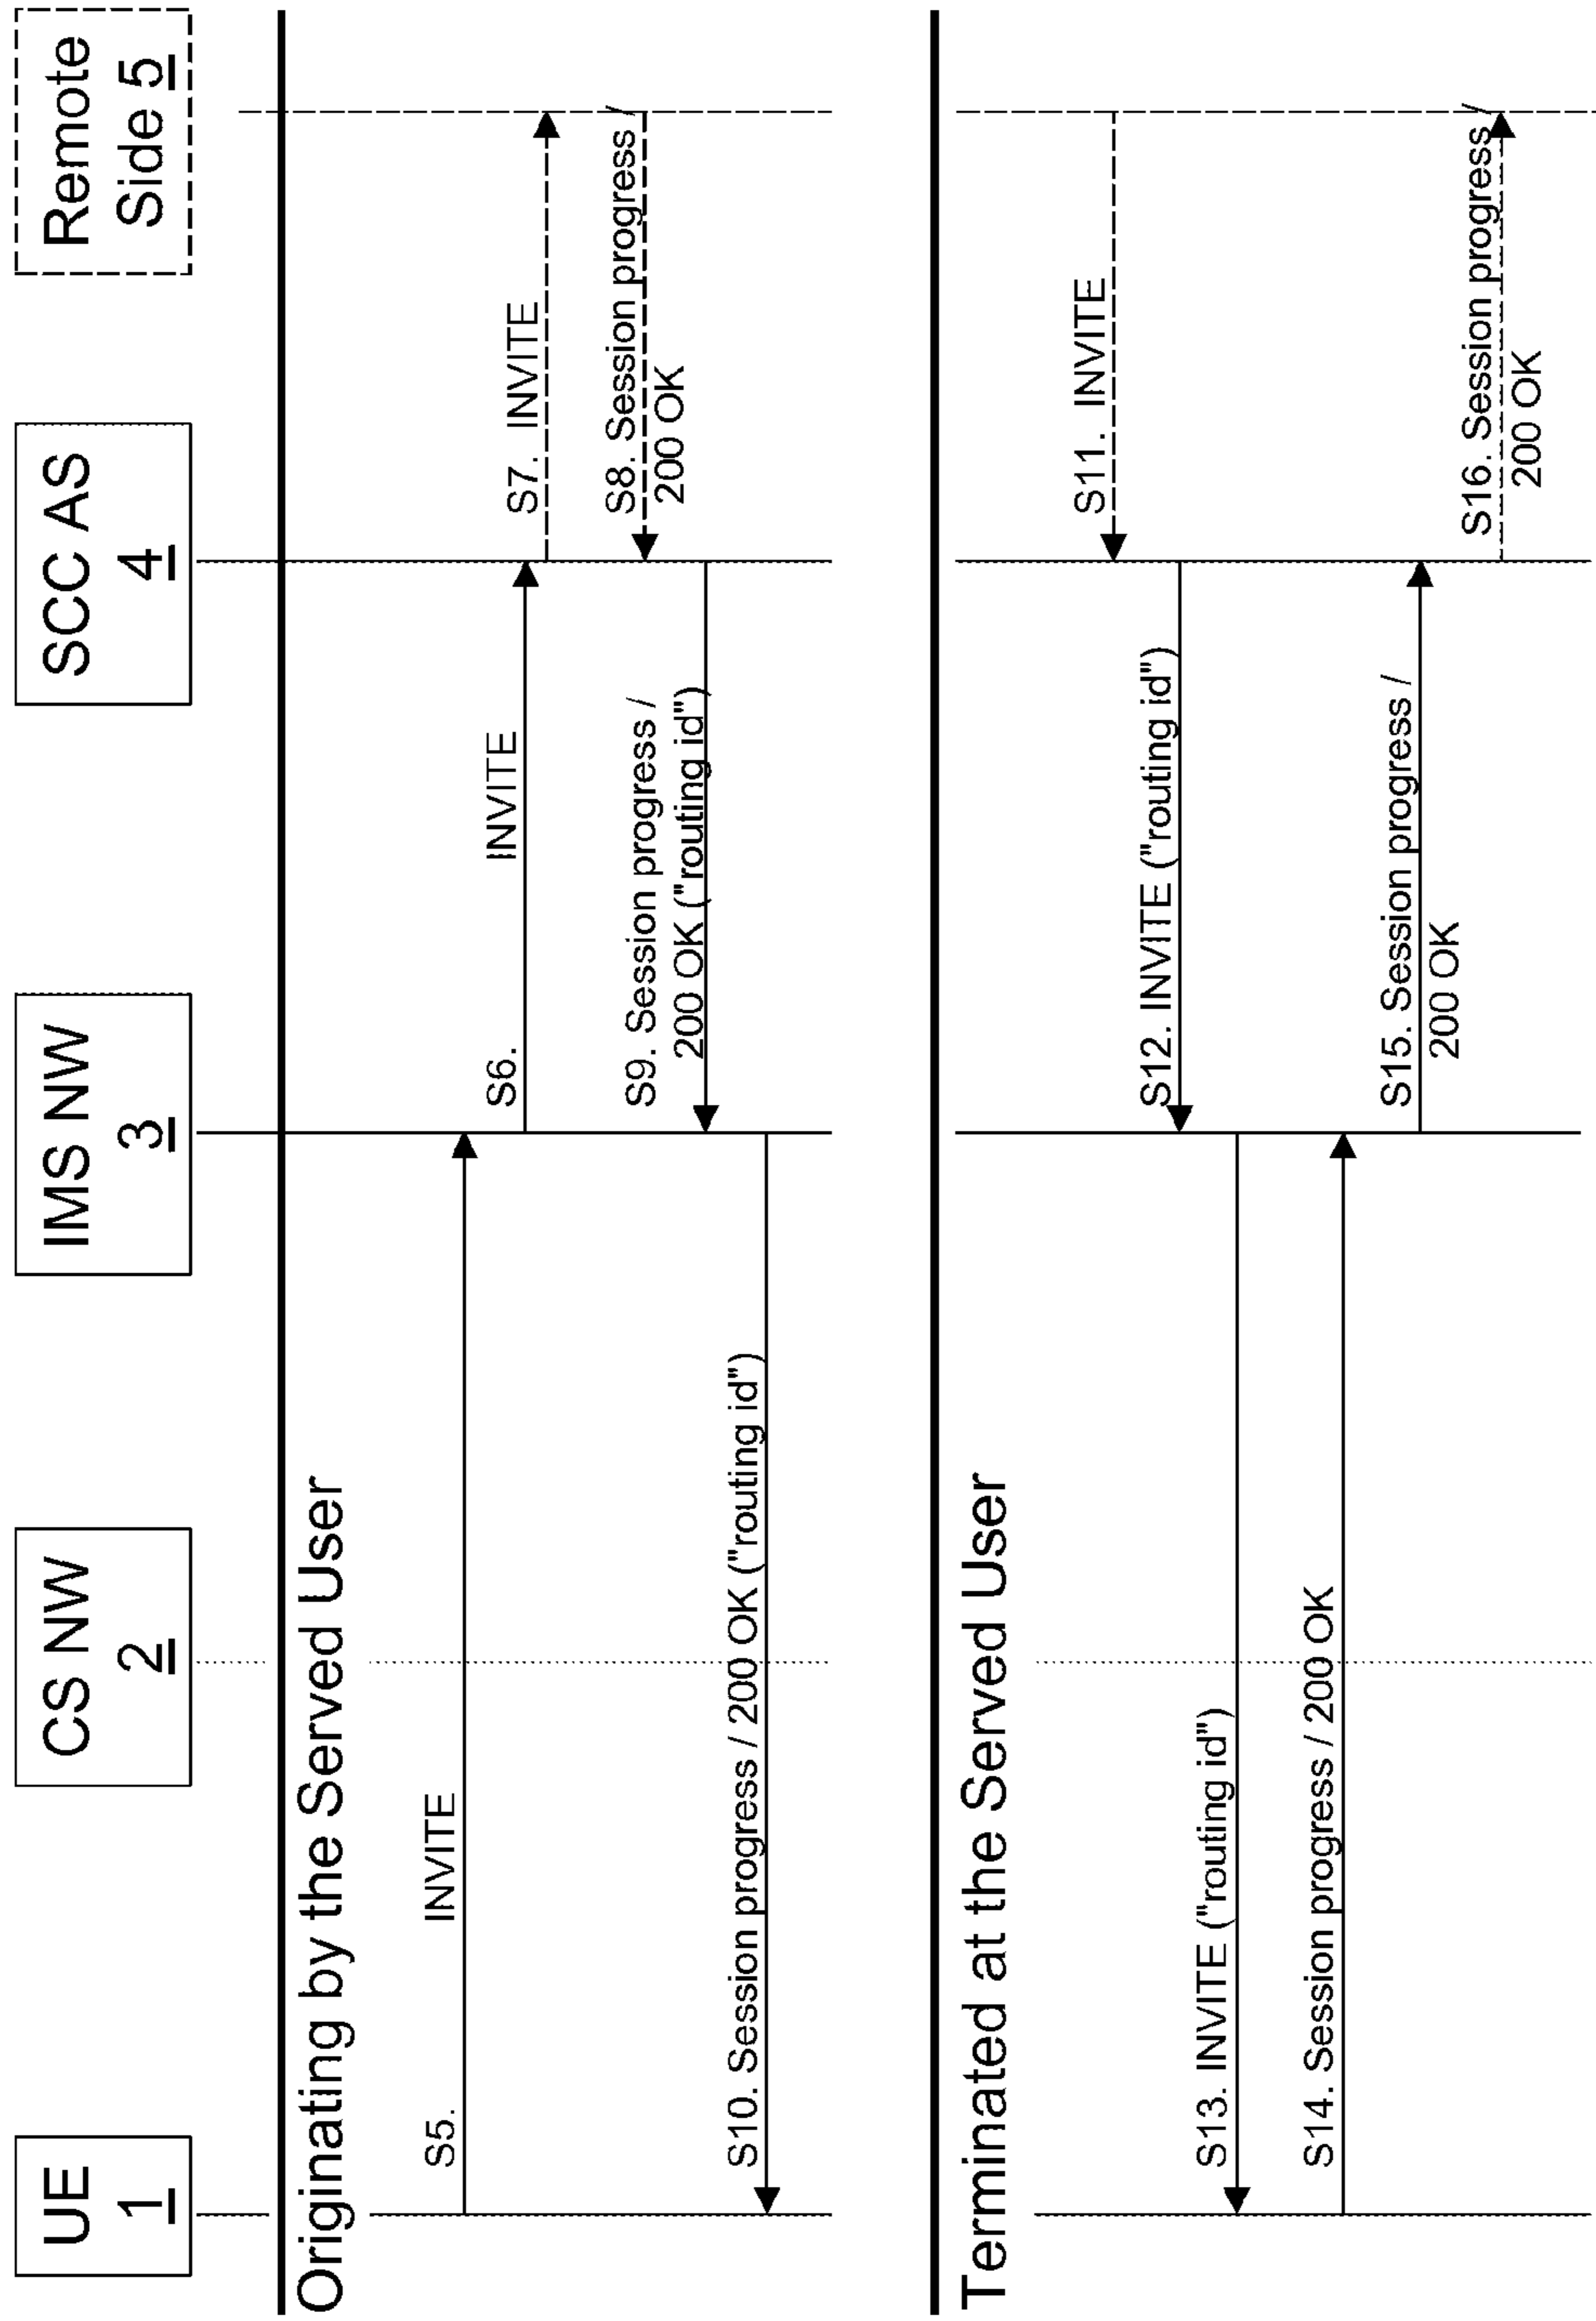 UE
1
CS NW
2
IMS NW
3
SCC AS
4
Remote
Side 5
Originating by the Served User
S5. INVITE
S6. INVITE
S7. INVITE
S8. Session progress /
200 OK
S9. Session progress /
200 OK ("routing id")
S10. Session progress / 200 OK ("routing id")
Terminated at the Served User
S11. INVITE
S12. INVITE ("routing id")
S13. INVITE ("routing id")
S14. Session progress / 200 OK
S15. Session progress /
200 OK
S16. Session progress /
200 OK